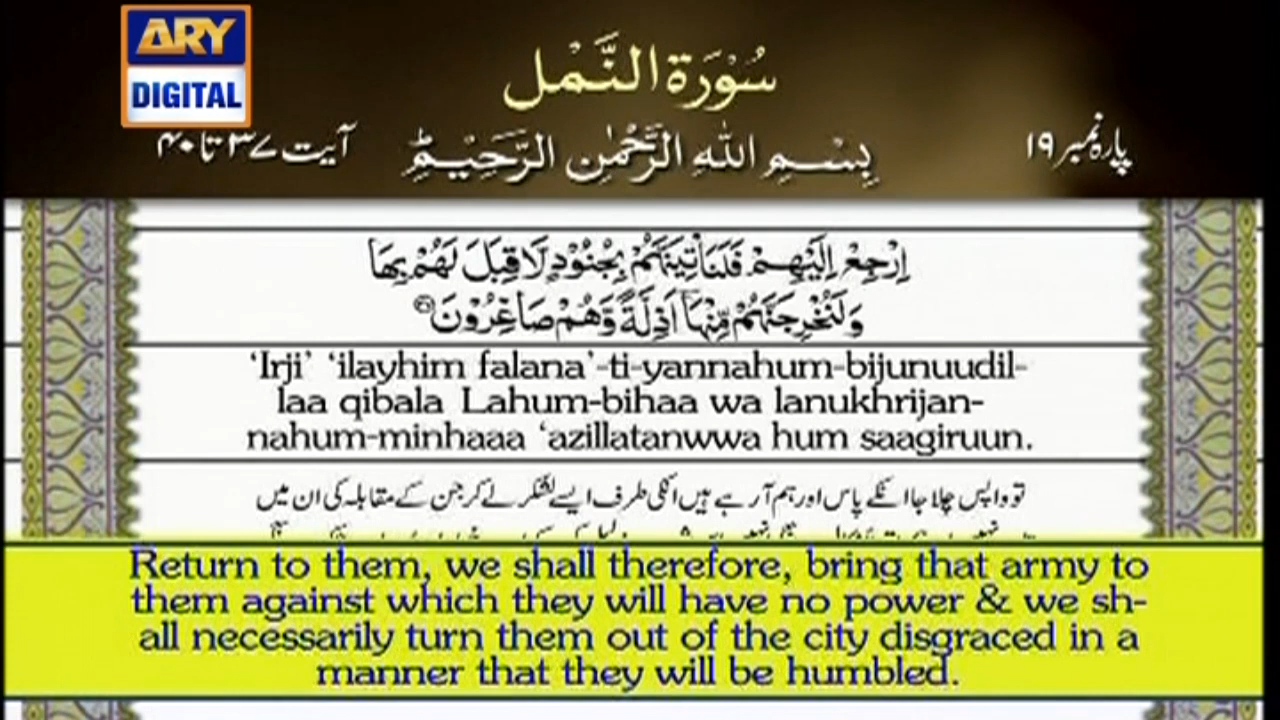 ARY
DIGITAL
سُوْرَةُ النَّمْل
پارہ نمبر ۱۹
بِسْمِ اللهِ الرَّحْمٰنِ الرَّحِيْمِ
آیت ۳۷ تا ۴۰
اِرْجِعْ اِلَيْهِمْ فَلَنَاْتِيَنَّهُمْ بِجُنُوْدٍ لَّا قِبَلَ لَهُمْ بِهَا
وَلَنُخْرِجَنَّهُمْ مِّنْهَاۤ اَذِلَّةً وَّهُمْ صَاغِرُوْنَ
‘Irji’ ‘ilayhim falana’-ti-yannahum-bijunuudil-
laa qibala Lahum-bihaa wa lanukhrijan-
nahum-minhaaa ‘azillatanwwa hum saagiruun.
تو واپس چلا جا انکے پاس اور ہم آ رہے ہیں انکی طرف ایسے لشکر لے کر جن کے مقابلہ کی ان میں
Return to them, we shall therefore, bring that army to
them against which they will have no power & we sh-
all necessarily turn them out of the city disgraced in a
manner that they will be humbled.